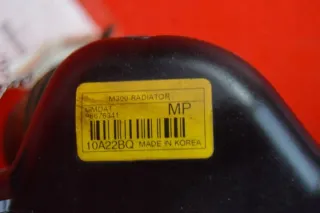 M300-RADIATOR
MP
10A22BQ MADE IN KOREA